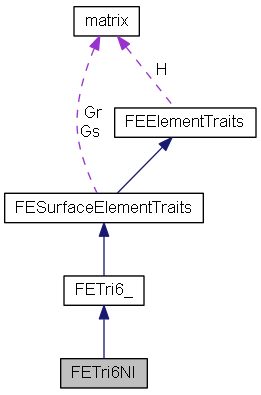 matrix
H
Gr
Gs
FEElementTraits
FESurfaceElementTraits
FETri6_
FETri6NI